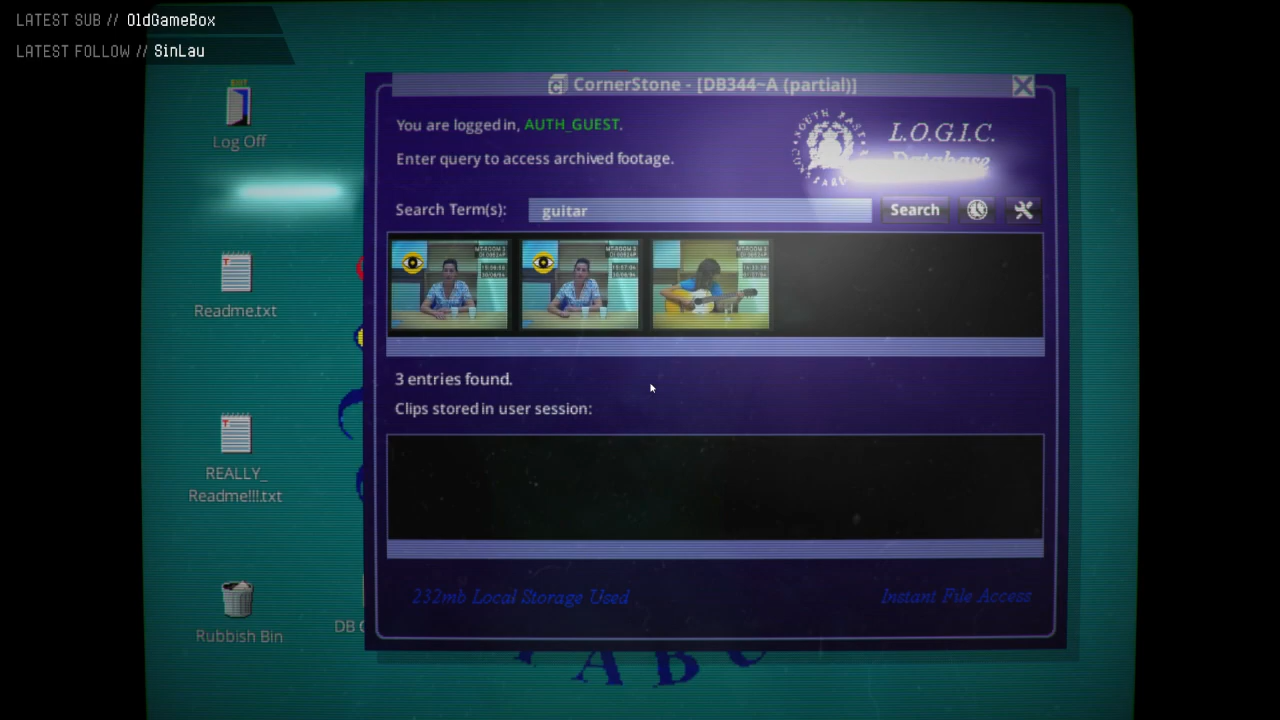 LATEST SUB // OldGameBox
LATEST FOLLOW // SinLau
CornerStone - [DB344~A (partial)]
You are logged in, AUTH_GUEST.
Enter query to access archived footage.
L.O.G.I.C.
Database
Search Term(s):
guitar
Search
3 entries found.
Clips stored in user session:
232mb Local Storage Used
Instant File Access
Log Off
Readme.txt
REALLY_
Readme!!!.txt
Rubbish Bin
DB